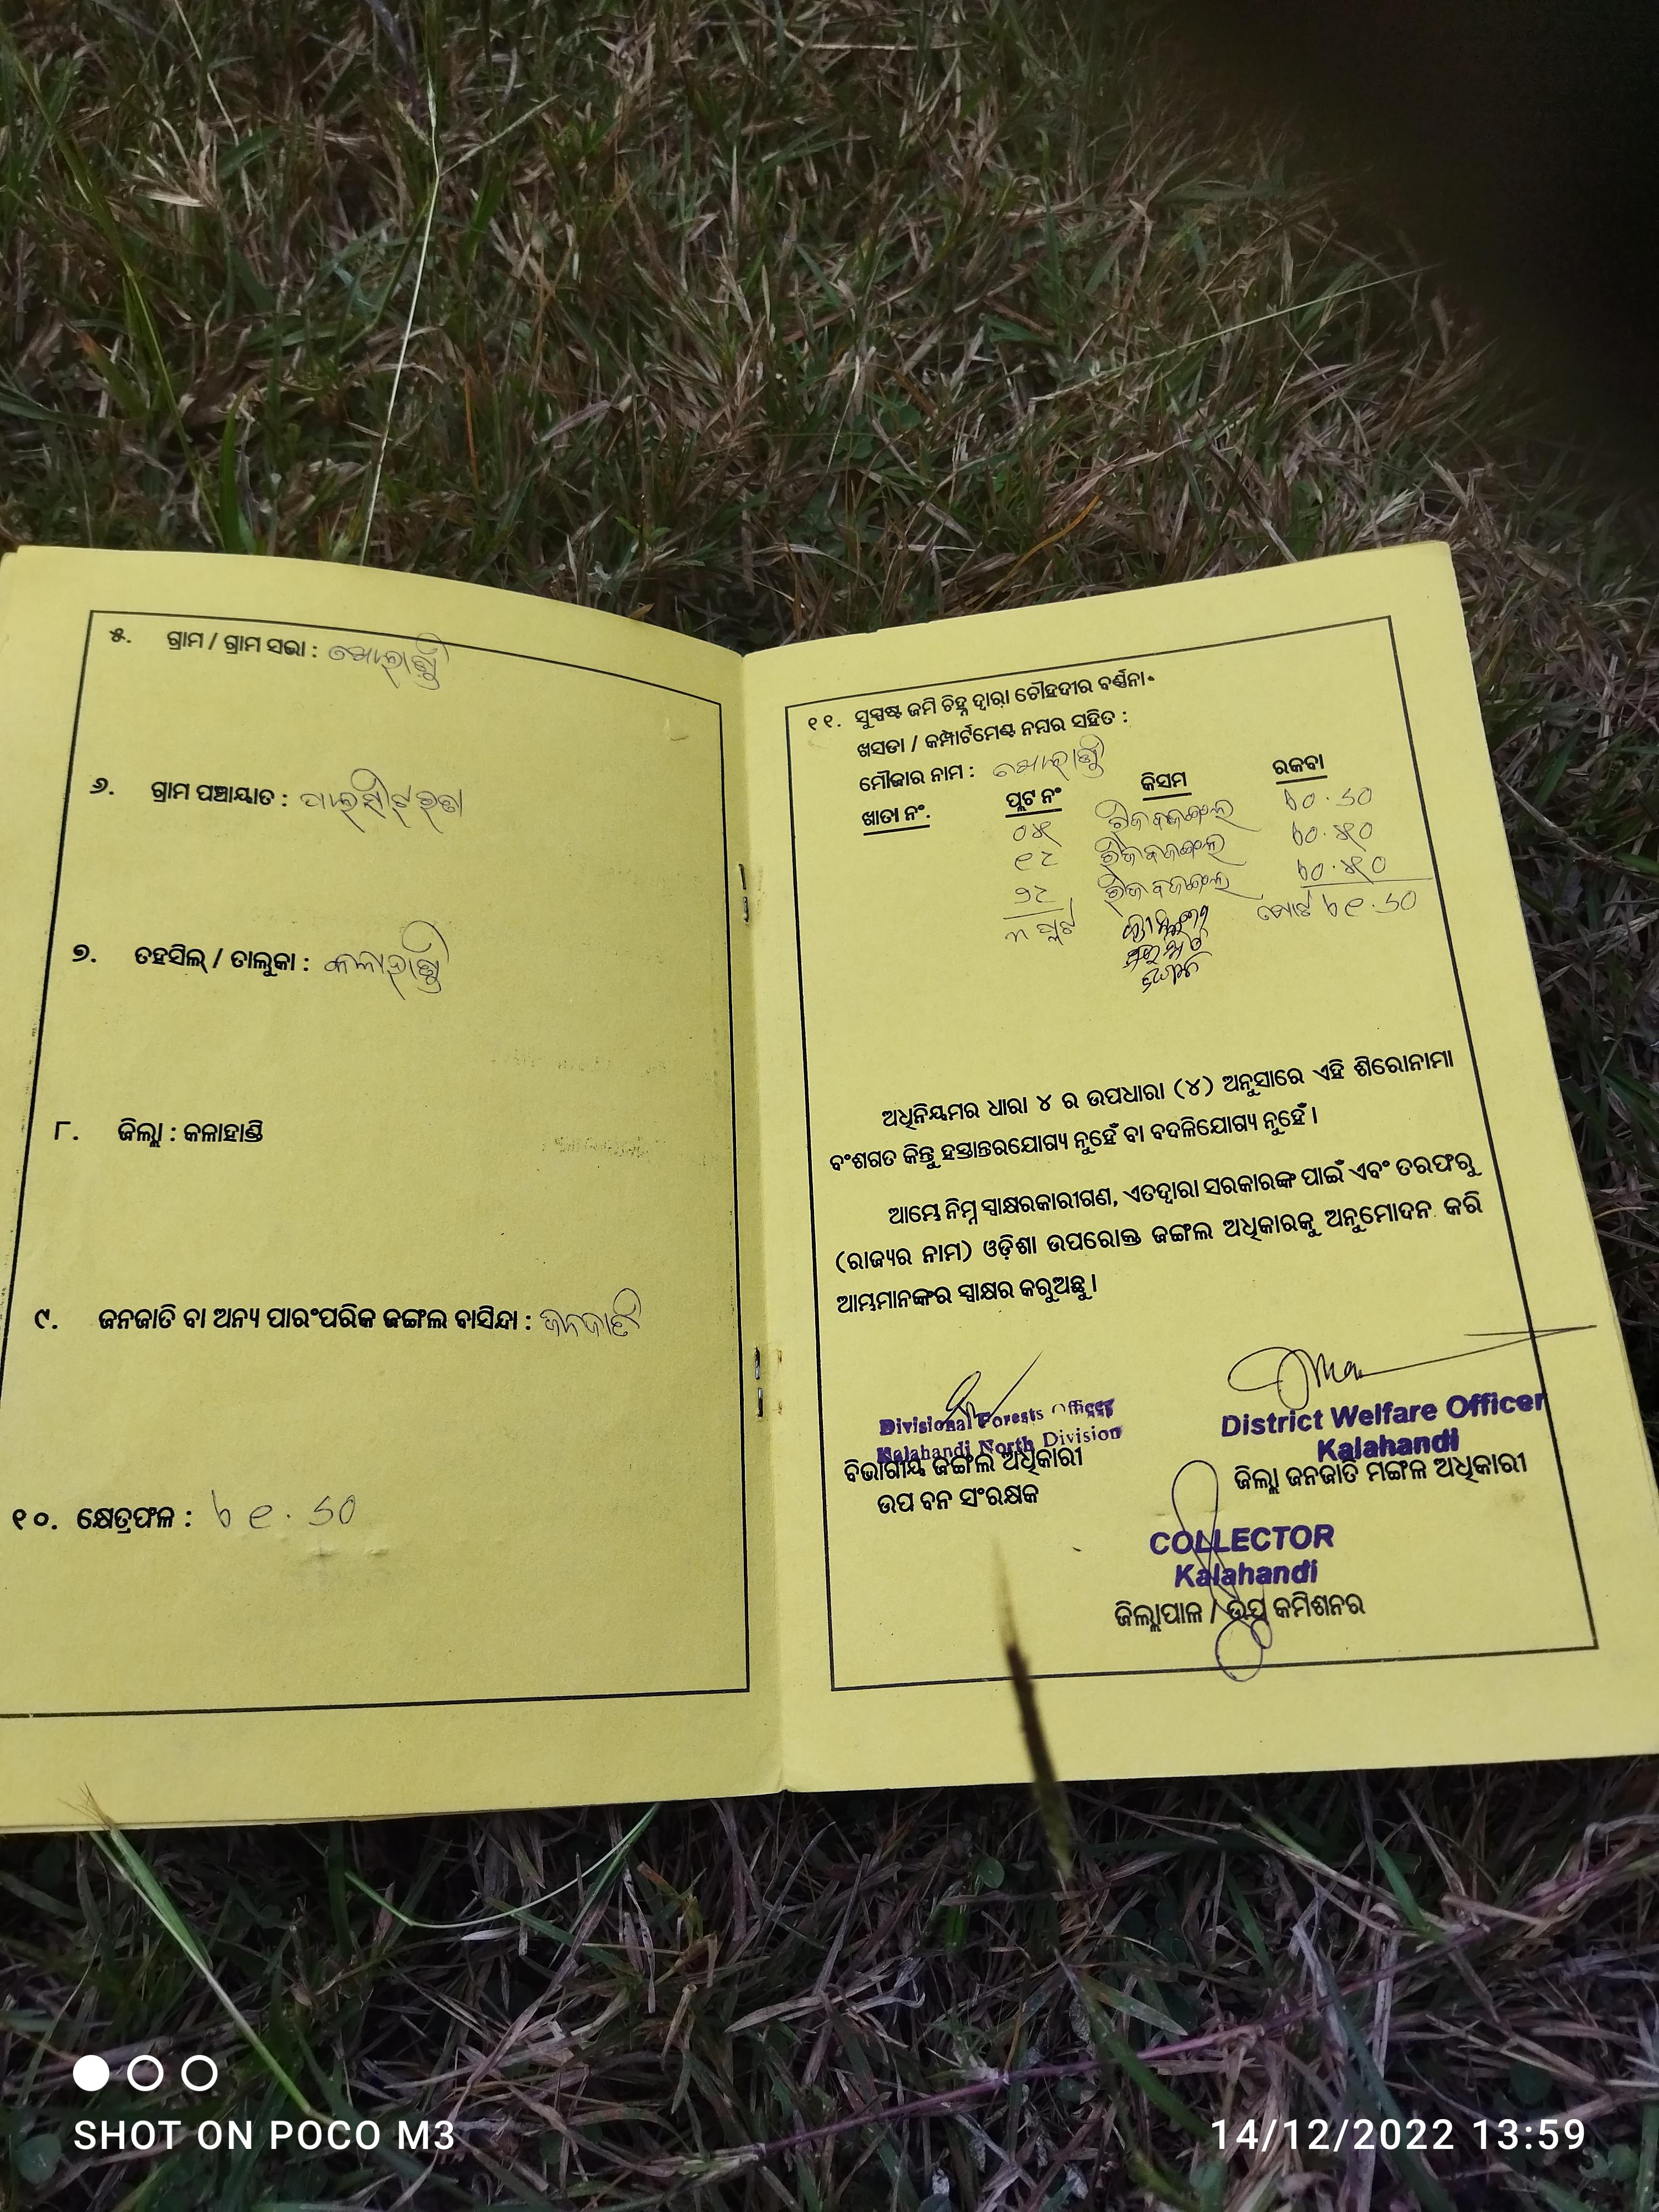 ୫. ଗ୍ରାମ / ଗ୍ରାମ ସଭା :
୬. ଗ୍ରାମ ପଞ୍ଚାୟାତ :
୭. ତହସିଲ୍ / ତାଲୁକା : କଳାହାଣ୍ଡି
୮. ଜିଲ୍ଲା : କଳାହାଣ୍ଡି
୯. ଜନଜାତି ବା ଅନ୍ୟ ପାରଂପରିକ ଜଙ୍ଗଲ ବାସିନ୍ଦା : ଜନଜାତି
୧୦. କ୍ଷେତ୍ରଫଳ :
୧୧. ସୁସ୍ପଷ୍ଟ ଜମି ଚିହ୍ନ ଦ୍ୱାରା ଚୌହଦୀର ବର୍ଣ୍ଣନା
ଖସଡା / କମ୍ପାର୍ଟମେଣ୍ଟ ନମ୍ବର ସହିତ :
ମୌଜାର ନାମ :
ଖାତା ନଂ. ପ୍ଲଟ ନଂ କିସମ ରକବା
୩ ପ୍ଲଟ ମୋଟ
ଅଧିନିୟମର ଧାରା ୪ ର ଉପଧାରା (୪) ଅନୁସାରେ ଏହି ଶିରୋନାମା
ବଂଶଗତ କିନ୍ତୁ ହସ୍ତାନ୍ତରଯୋଗ୍ୟ ନୁହେଁ ବା ବଦଳିଯୋଗ୍ୟ ନୁହେଁ ।
ଆମ୍ଭେ ନିମ୍ନ ସ୍ୱାକ୍ଷରକାରୀଗଣ, ଏତଦ୍ୱାରା ସରକାରଙ୍କ ପାଇଁ ଏବଂ ତରଫରୁ
(ରାଜ୍ୟର ନାମ) ଓଡ଼ିଶା ଉପରୋକ୍ତ ଜଙ୍ଗଲ ଅଧିକାରକୁ ଅନୁମୋଦନ କରି
ଆମ୍ଭମାନଙ୍କର ସ୍ୱାକ୍ଷର କରୁଅଛୁ ।
Divisional Forests Officer
Kalahandi North Division
ବିଭାଗୀୟ ଜଙ୍ଗଲ ଅଧିକାରୀ
ଉପ ବନ ସଂରକ୍ଷକ
District Welfare Officer
Kalahandi
ଜିଲ୍ଲା ଜନଜାତି ମଙ୍ଗଳ ଅଧିକାରୀ
COLLECTOR
Kalahandi
ଜିଲ୍ଲାପାଳ / ଉପ କମିଶନର
SHOT ON POCO M3
14/12/2022 13:59